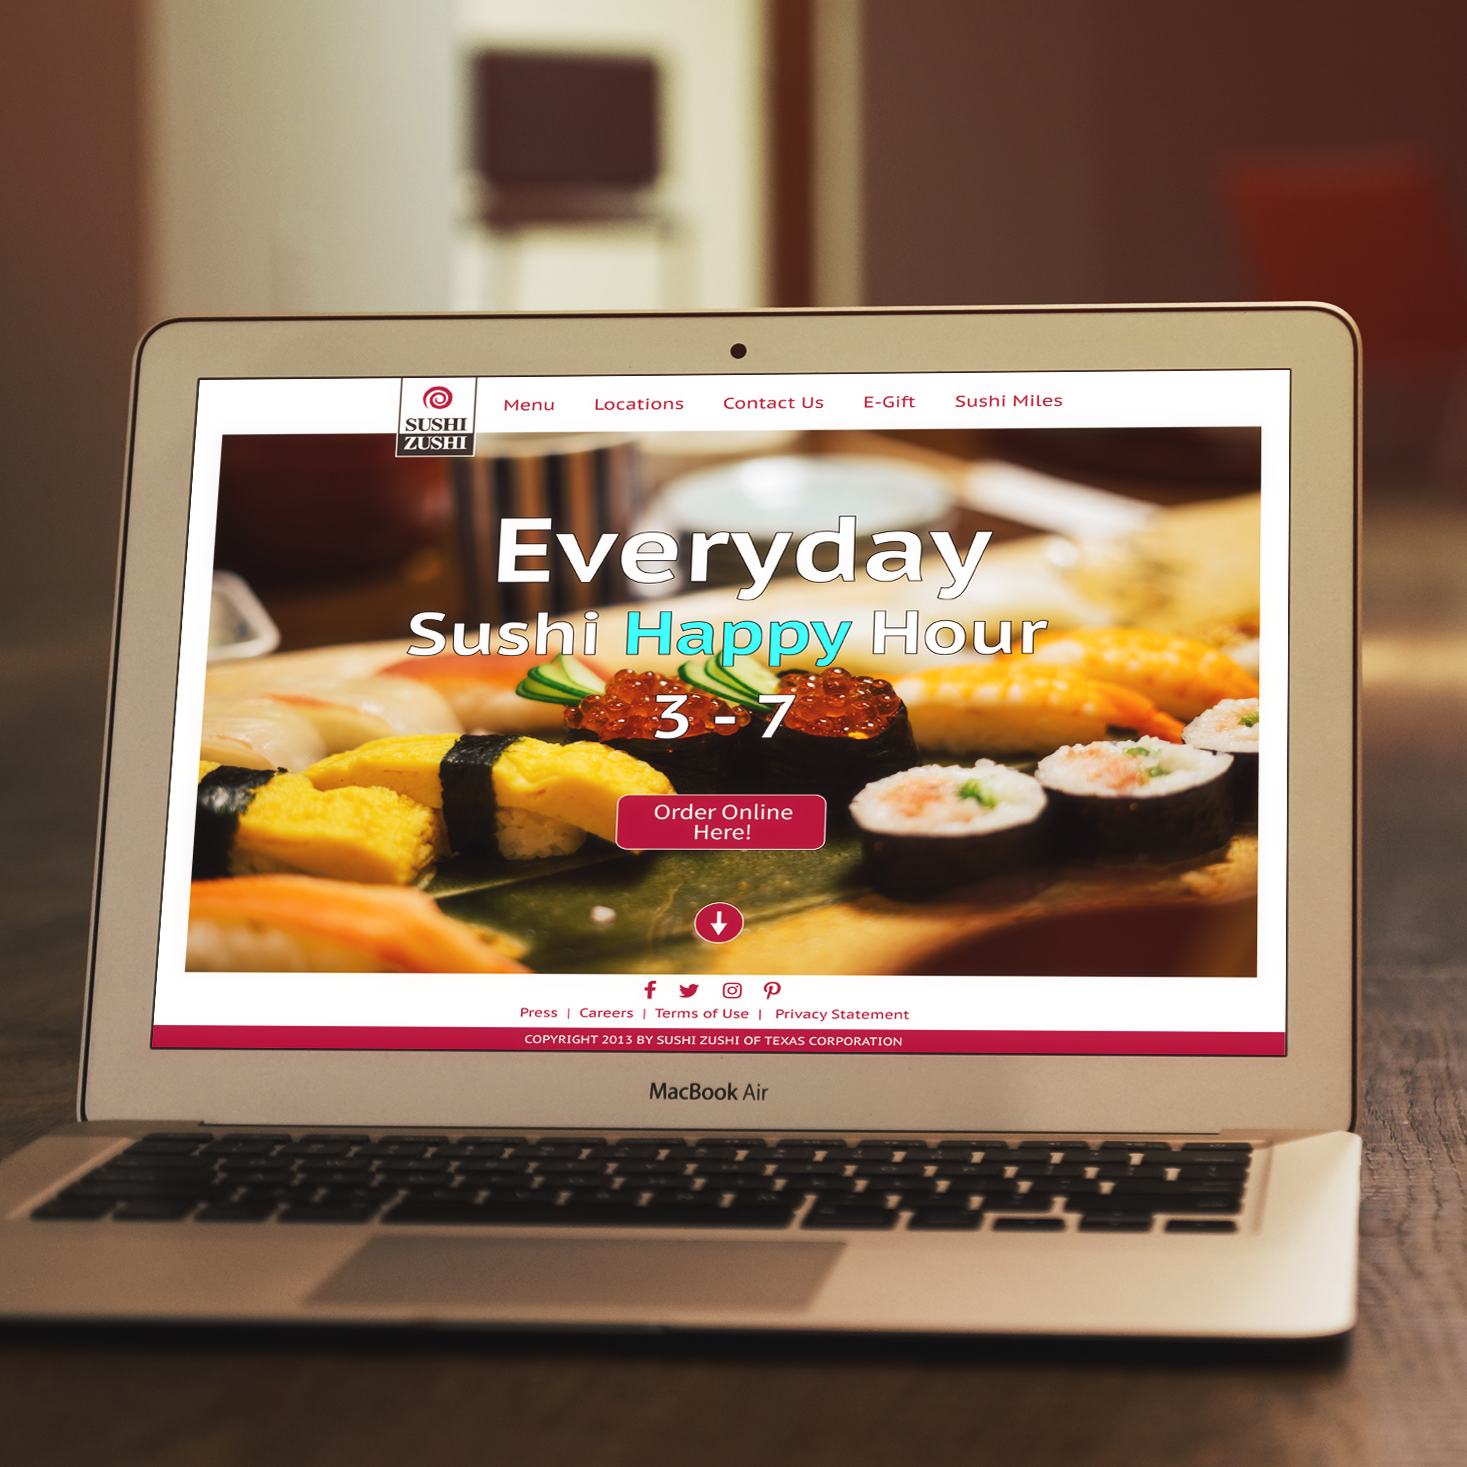 SUSHI
ZUSHI
Menu Locations Contact Us E-Gift Sushi Miles
Everyday
Sushi Happy Hour
3 - 7
Order Online
Here!
Press | Careers | Terms of Use | Privacy Statement
COPYRIGHT 2013 BY SUSHI ZUSHI OF TEXAS CORPORATION
MacBook Air